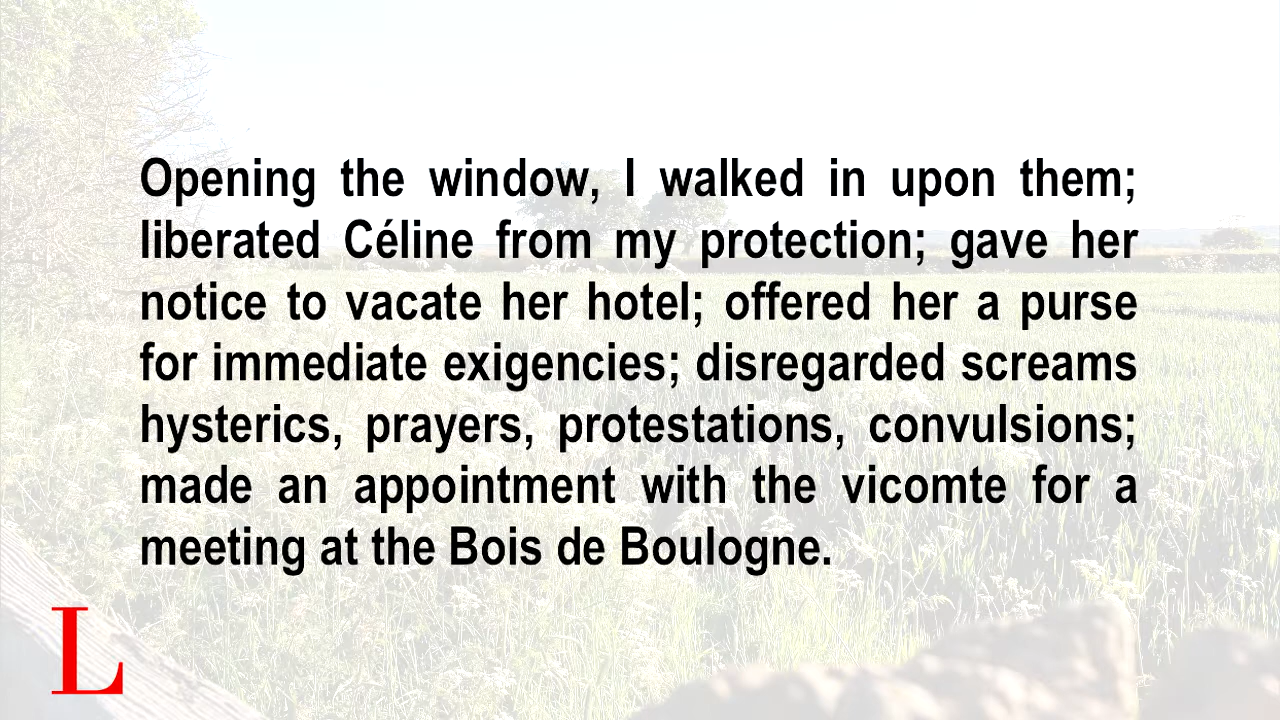 Opening the window, I walked in upon them;
liberated Céline from my protection; gave her
notice to vacate her hotel; offered her a purse
for immediate exigencies; disregarded screams
hysterics, prayers, protestations, convulsions;
made an appointment with the vicomte for a
meeting at the Bois de Boulogne.
L